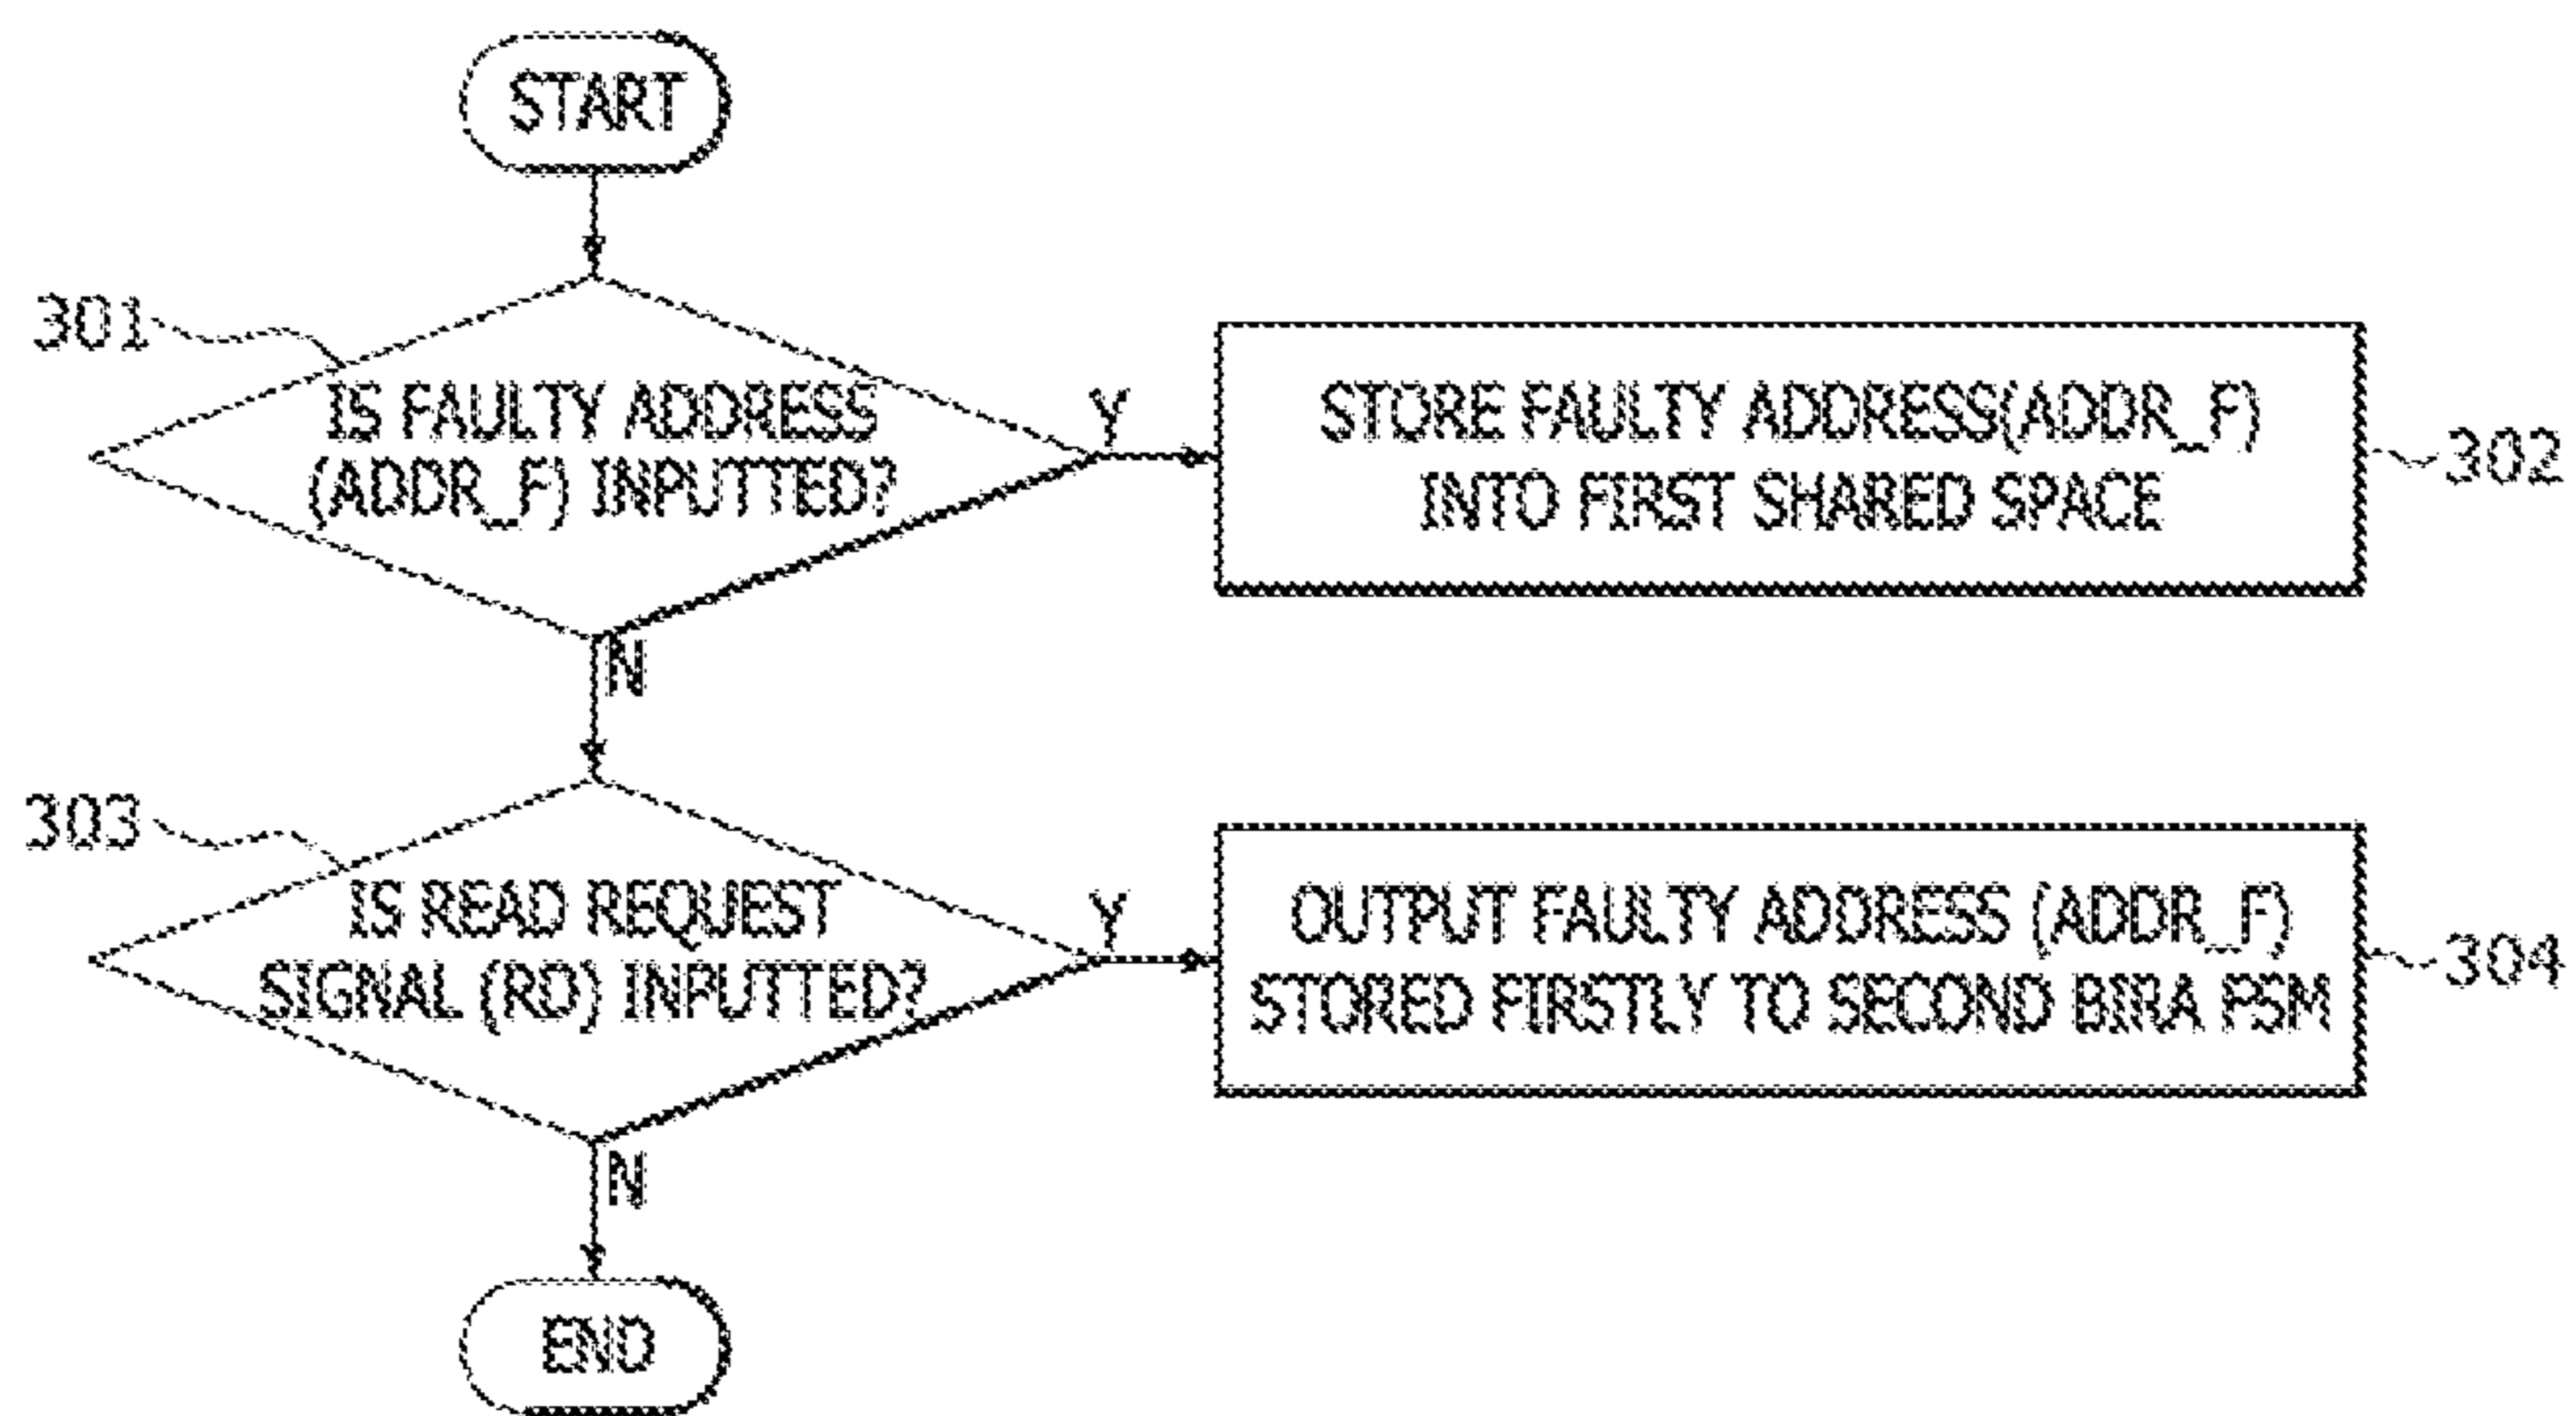 START
301
IS FAULTY ADDRESS
(ADDR_F) INPUTTED?
Y
STORE FAULTY ADDRESS(ADDR_F)
INTO FIRST SHARED SPACE
302
N
303
IS READ REQUEST
SIGNAL (RD) INPUTTED?
Y
OUTPUT FAULTY ADDRESS (ADDR_F)
STORED FIRSTLY TO SECOND BIRA FSM
304
N
END